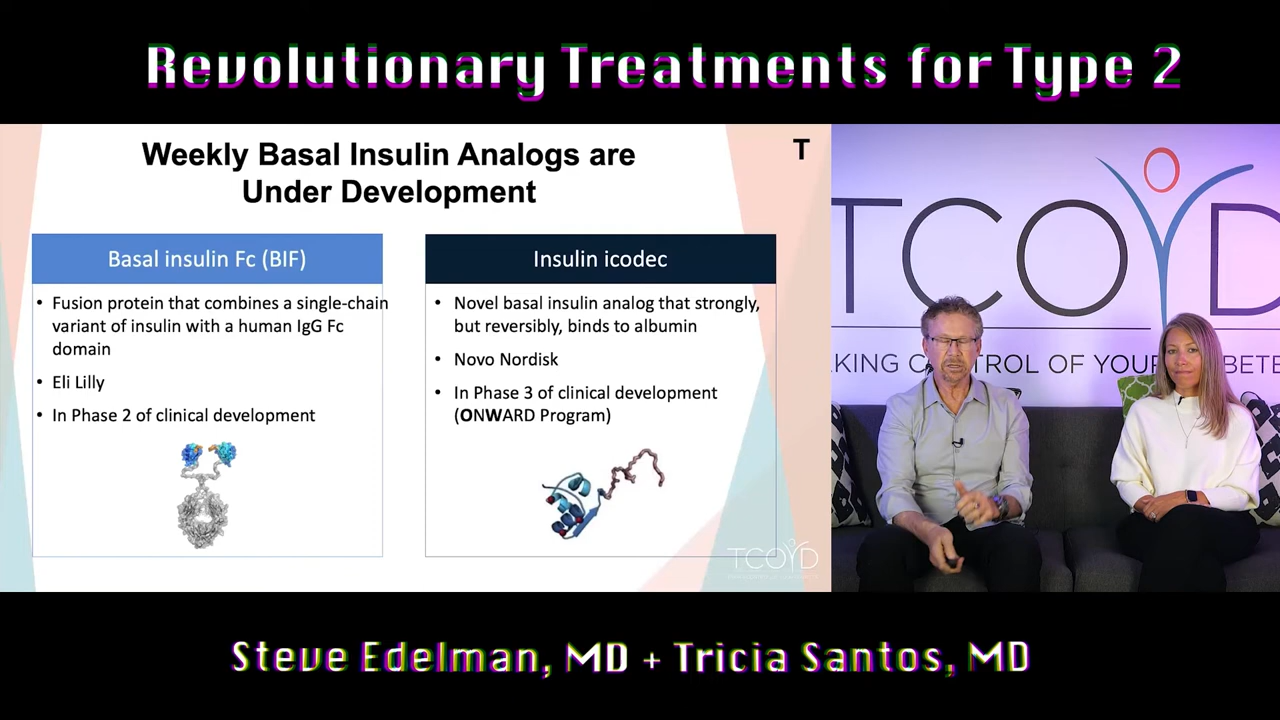 Revolutionary Treatments for Type 2
Weekly Basal Insulin Analogs are
Under Development
T
Basal insulin Fc (BIF)
• Fusion protein that combines a single-chain
variant of insulin with a human IgG Fc
domain
• Eli Lilly
• In Phase 2 of clinical development
Insulin icodec
• Novel basal insulin analog that strongly,
but reversibly, binds to albumin
• Novo Nordisk
• In Phase 3 of clinical development
(ONWARD Program)
TCOYD
TCOYD
AKING CONTROL OF YOUR DIABETE
Steve Edelman, MD + Tricia Santos, MD